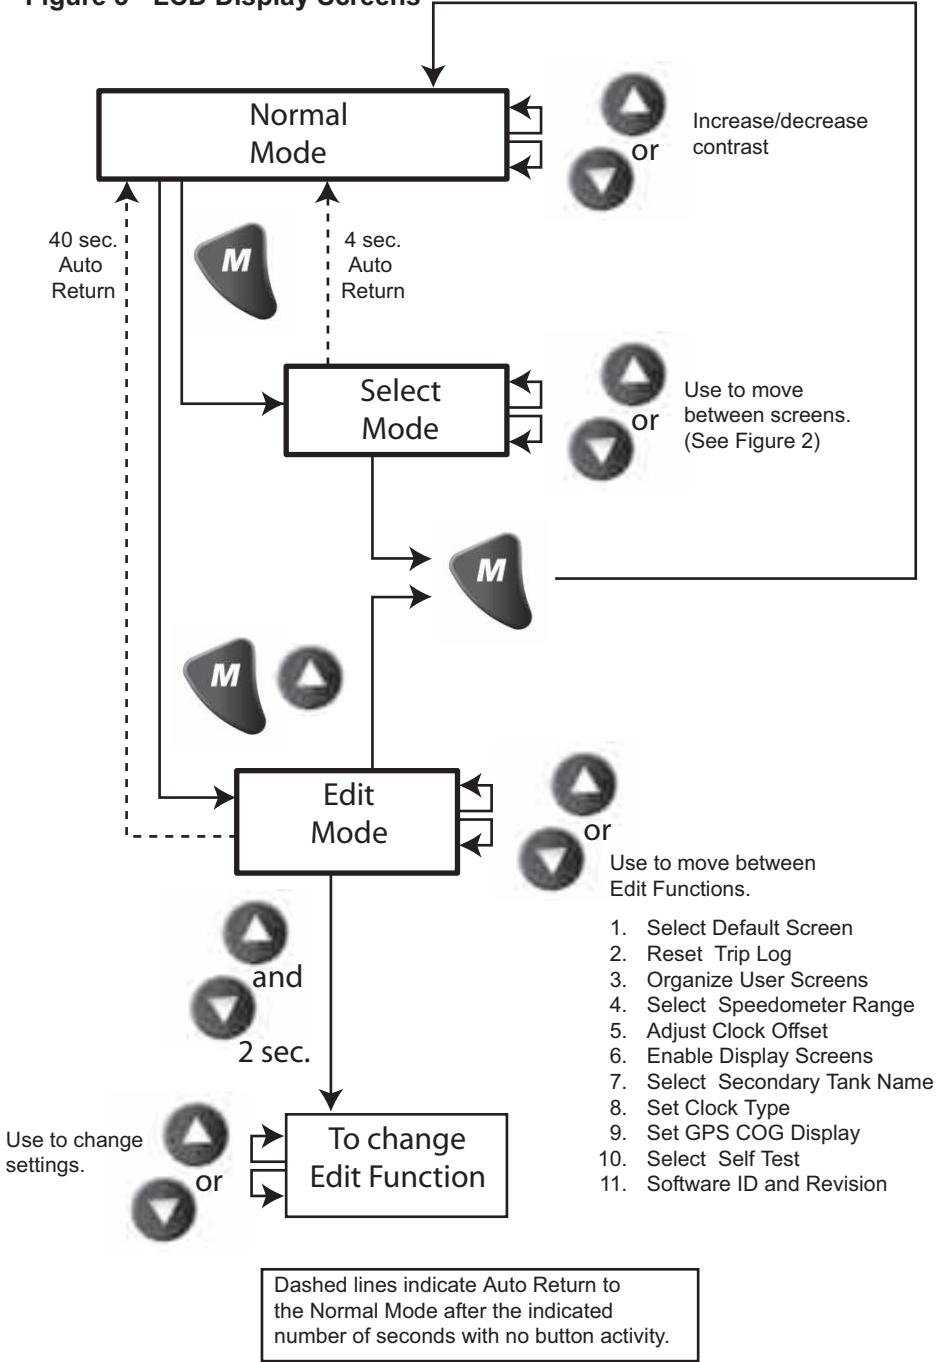 Normal
Mode
or
Increase/decrease
contrast
40 sec.
Auto
Return
M
4 sec.
Auto
Return
Select
Mode
or
Use to move
between screens.
(See Figure 2)
M
M
Edit
Mode
or
Use to move between
Edit Functions.
1. Select Default Screen
2. Reset Trip Log
3. Organize User Screens
4. Select Speedometer Range
5. Adjust Clock Offset
6. Enable Display Screens
7. Select Secondary Tank Name
8. Set Clock Type
9. Set GPS COG Display
10. Select Self Test
11. Software ID and Revision
and
2 sec.
Use to change
settings.
or
To change
Edit Function
Dashed lines indicate Auto Return to
the Normal Mode after the indicated
number of seconds with no button activity.